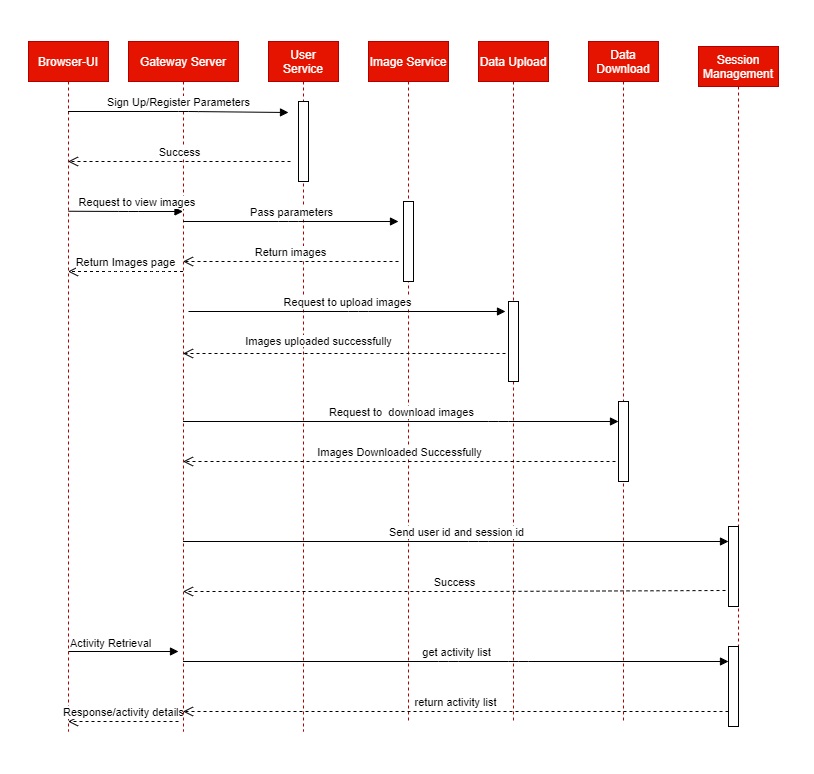 Browser-UI
Gateway Server
User
Service
Image Service
Data Upload
Data
Download
Session
Management
Sign Up/Register Parameters
Success
Request to view images
Pass parameters
Return images
Return Images page
Request to upload images
Images uploaded successfully
Request to  download images
Images Downloaded Successfully
Send user id and session id
Success
Activity Retrieval
get activity list
return activity list
Response/activity details